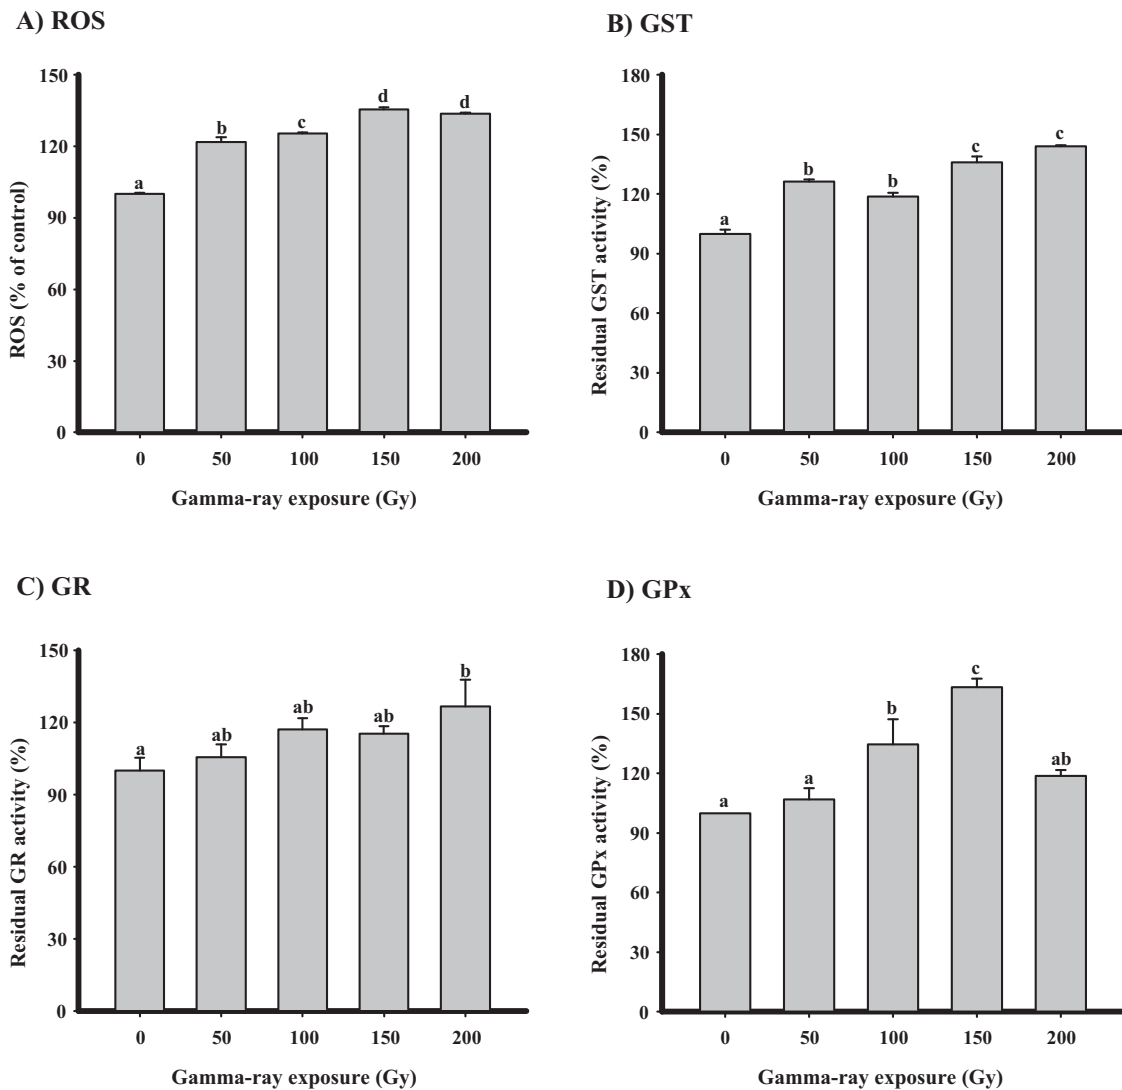 A) ROS
ROS (% of control)
150
120
90
60
30
0
a
b
c
d
d
0 50 100 150 200
Gamma-ray exposure (Gy)
B) GST
Residual GST activity (%)
180
150
120
90
60
30
0
a
b
b
c
c
0 50 100 150 200
Gamma-ray exposure (Gy)
C) GR
Residual GR activity (%)
150
120
90
60
30
0
a
ab
ab
ab
b
0 50 100 150 200
Gamma-ray exposure (Gy)
D) GPx
Residual GPx activity (%)
180
150
120
90
60
30
0
a
a
b
c
ab
0 50 100 150 200
Gamma-ray exposure (Gy)